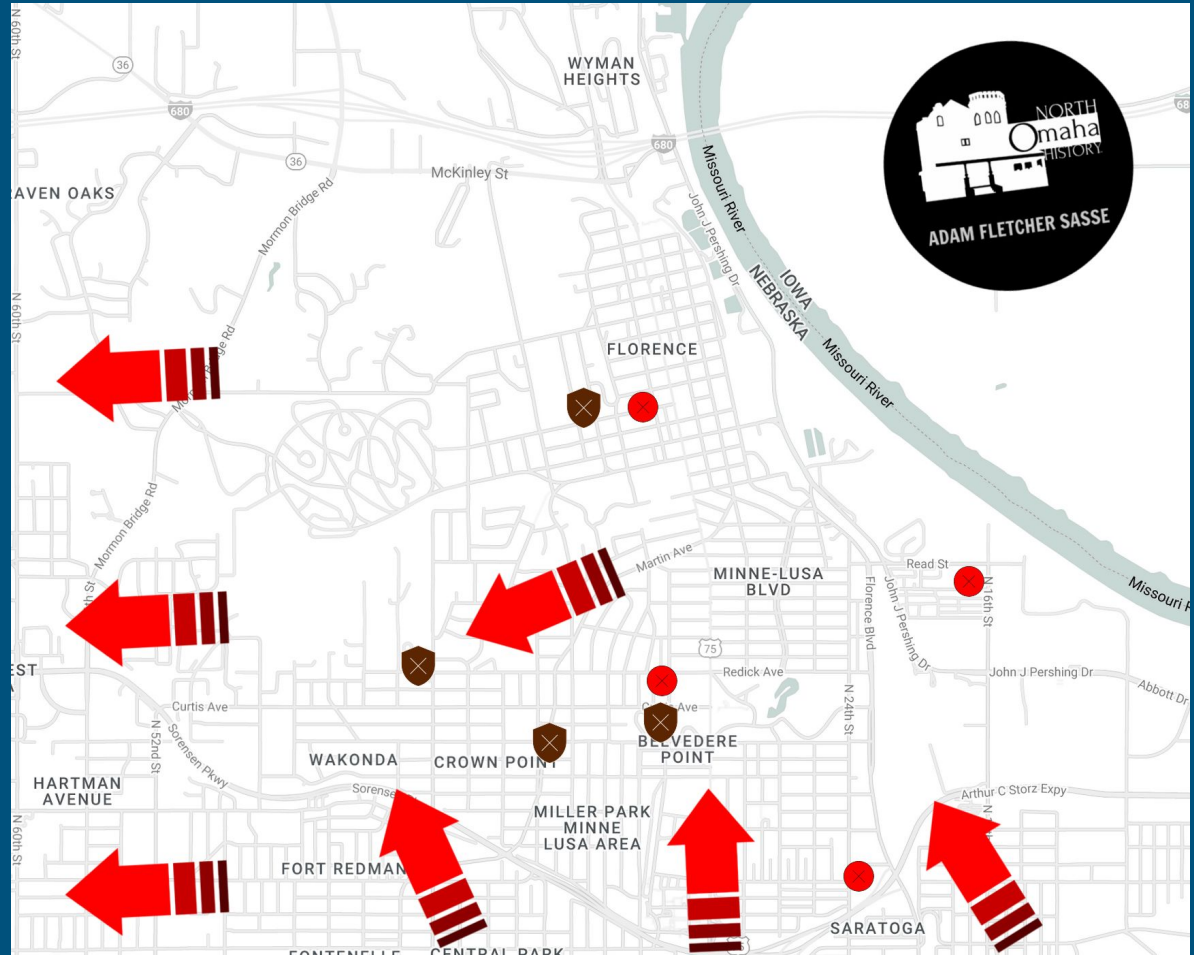 N 60th St
36
WYMAN
HEIGHTS
680
NORTH
Omaha
HISTORY
ADAM FLETCHER SASSE
680
36
McKinley St
Missouri River
RAVEN OAKS
Mormon Bridge Rd
John J Pershing Dr
IOWA
NEBRASKA
N 60th St
Missouri River
FLORENCE
Mormon Bridge Rd
Martin Ave
MINNE-LUSA
BLVD
Read St
Florence Blvd
John J Pershing Dr
N 16th St
Missouri R
75
Redick Ave
John J Pershing Dr
Abbott Dr
EST
Curtis Ave
N 52nd St
Sorensen Pkwy
N 24th St
BELVEDERE
POINT
WAKONDA
CROWN POINT
HARTMAN
AVENUE
Arthur C Storz Expy
MILLER PARK
MINNE
LUSA AREA
N 60th St
FORT REDMAN
SARATOGA
FONTENELLE
CENTRAL PARK